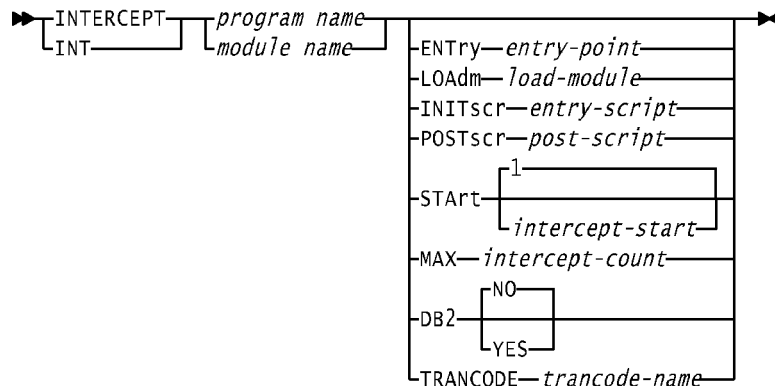 INTERCEPT program name
INT module name
ENTry entry-point
LOAdm load-module
INITscr entry-script
POSTscr post-script
1
STArt
intercept-start
MAX intercept-count
NO
DB2
YES
TRANCODE trancode-name